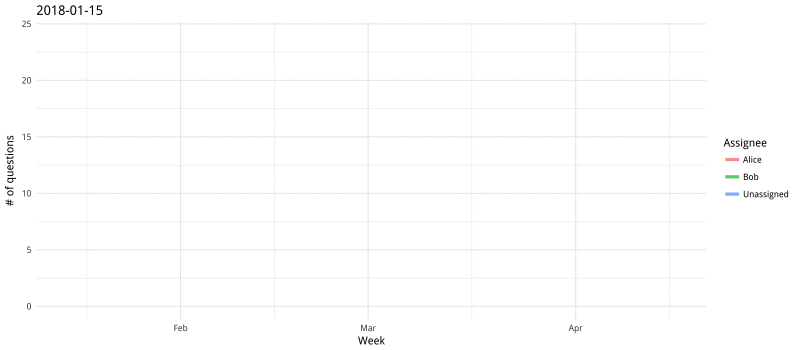 2018-01-15
25
20
15
10
5
0
# of questions
Feb Mar Apr
Week
Assignee
Alice
Bob
Unassigned